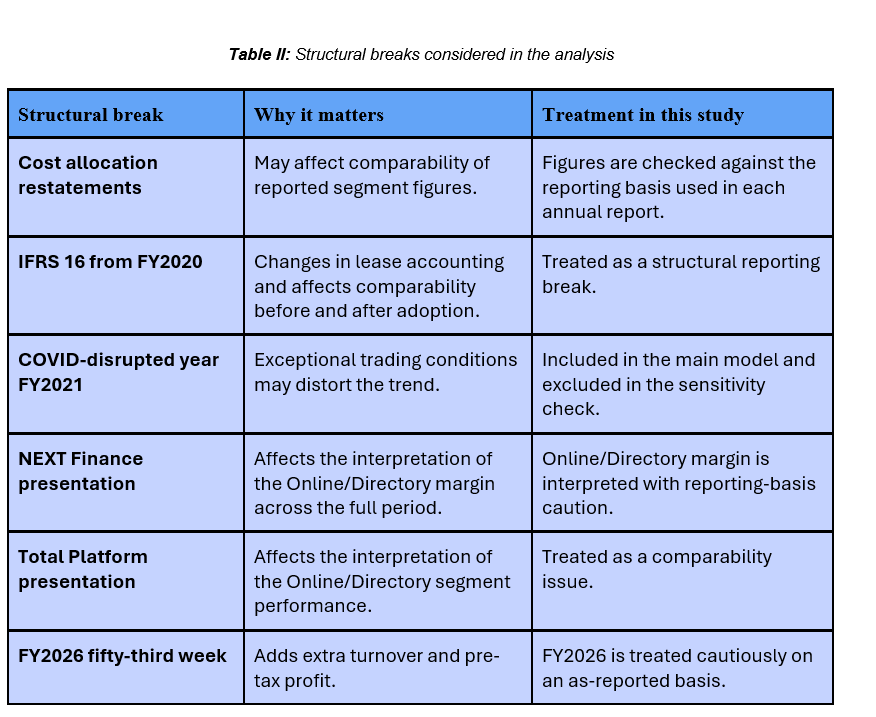 Table II: Structural breaks considered in the analysis
Structural break
Why it matters
Treatment in this study
Cost allocation
restatements
May affect comparability of
reported segment figures.
Figures are checked against the
reporting basis used in each
annual report.
IFRS 16 from FY2020
Changes in lease accounting
and affects comparability
before and after adoption.
Treated as a structural reporting
break.
COVID-disrupted year
FY2021
Exceptional trading conditions
may distort the trend.
Included in the main model and
excluded in the sensitivity
check.
NEXT Finance
presentation
Affects the interpretation of
the Online/Directory margin
across the full period.
Online/Directory margin is
interpreted with reporting-basis
caution.
Total Platform
presentation
Affects the interpretation of
the Online/Directory segment
performance.
Treated as a comparability
issue.
FY2026 fifty-third week
Adds extra turnover and pre-
tax profit.
FY2026 is treated cautiously on
an as-reported basis.